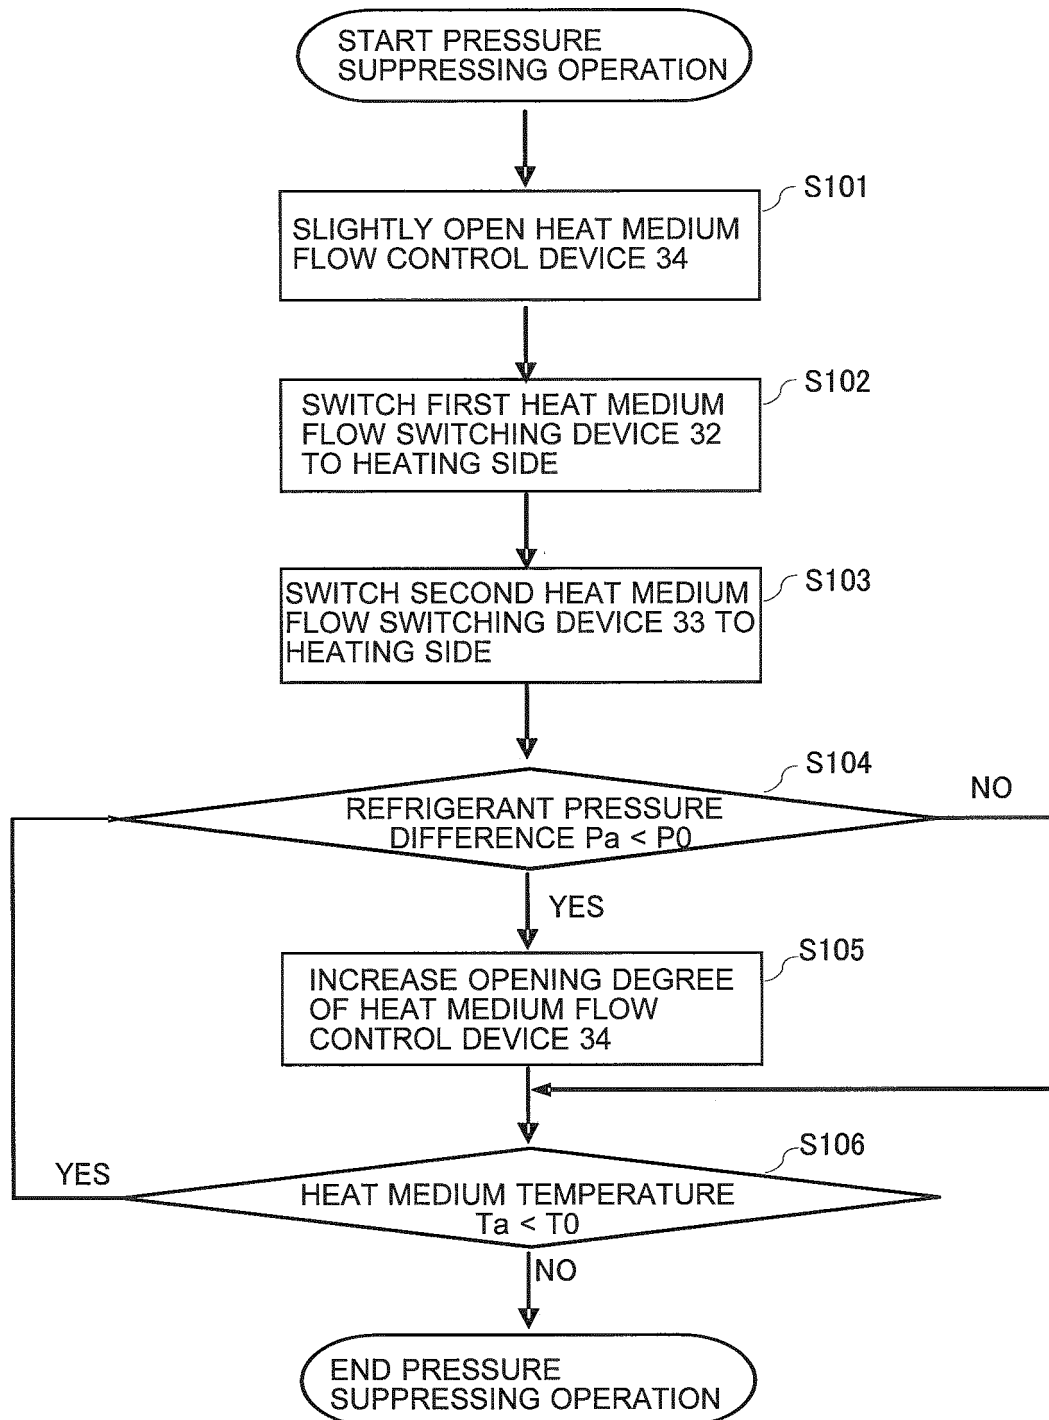 START PRESSURE
SUPPRESSING OPERATION
S101
SLIGHTLY OPEN HEAT MEDIUM
FLOW CONTROL DEVICE 34
S102
SWITCH FIRST HEAT MEDIUM
FLOW SWITCHING DEVICE 32
TO HEATING SIDE
S103
SWITCH SECOND HEAT MEDIUM
FLOW SWITCHING DEVICE 33 TO
HEATING SIDE
S104
NO
REFRIGERANT PRESSURE
DIFFERENCE Pa < P0
YES
S105
INCREASE OPENING DEGREE
OF HEAT MEDIUM FLOW
CONTROL DEVICE 34
S106
YES
HEAT MEDIUM TEMPERATURE
Ta < T0
NO
END PRESSURE
SUPPRESSING OPERATION